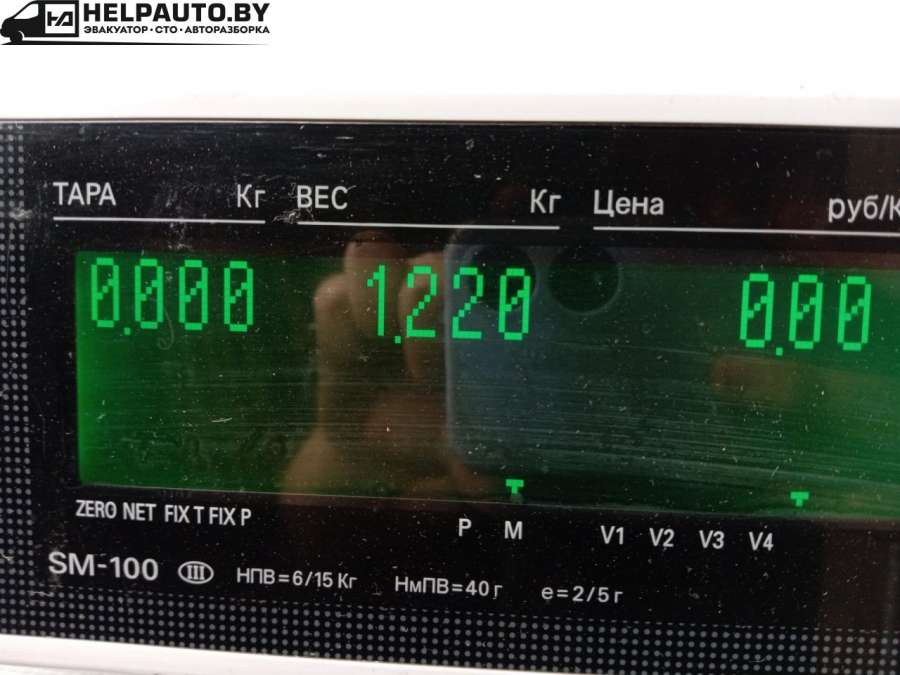 HELPAUTO.BY
ЭВАКУАТОР · СТО · АВТОРАЗБОРКА
ТАРА Кг ВЕС Кг Цена руб/К
0.000 1.220 0.00
ZERO NET FIX T FIX P P M V1 V2 V3 V4
SM-100 III НПВ=6/15 Кг НмПВ=40 г е=2/5 г